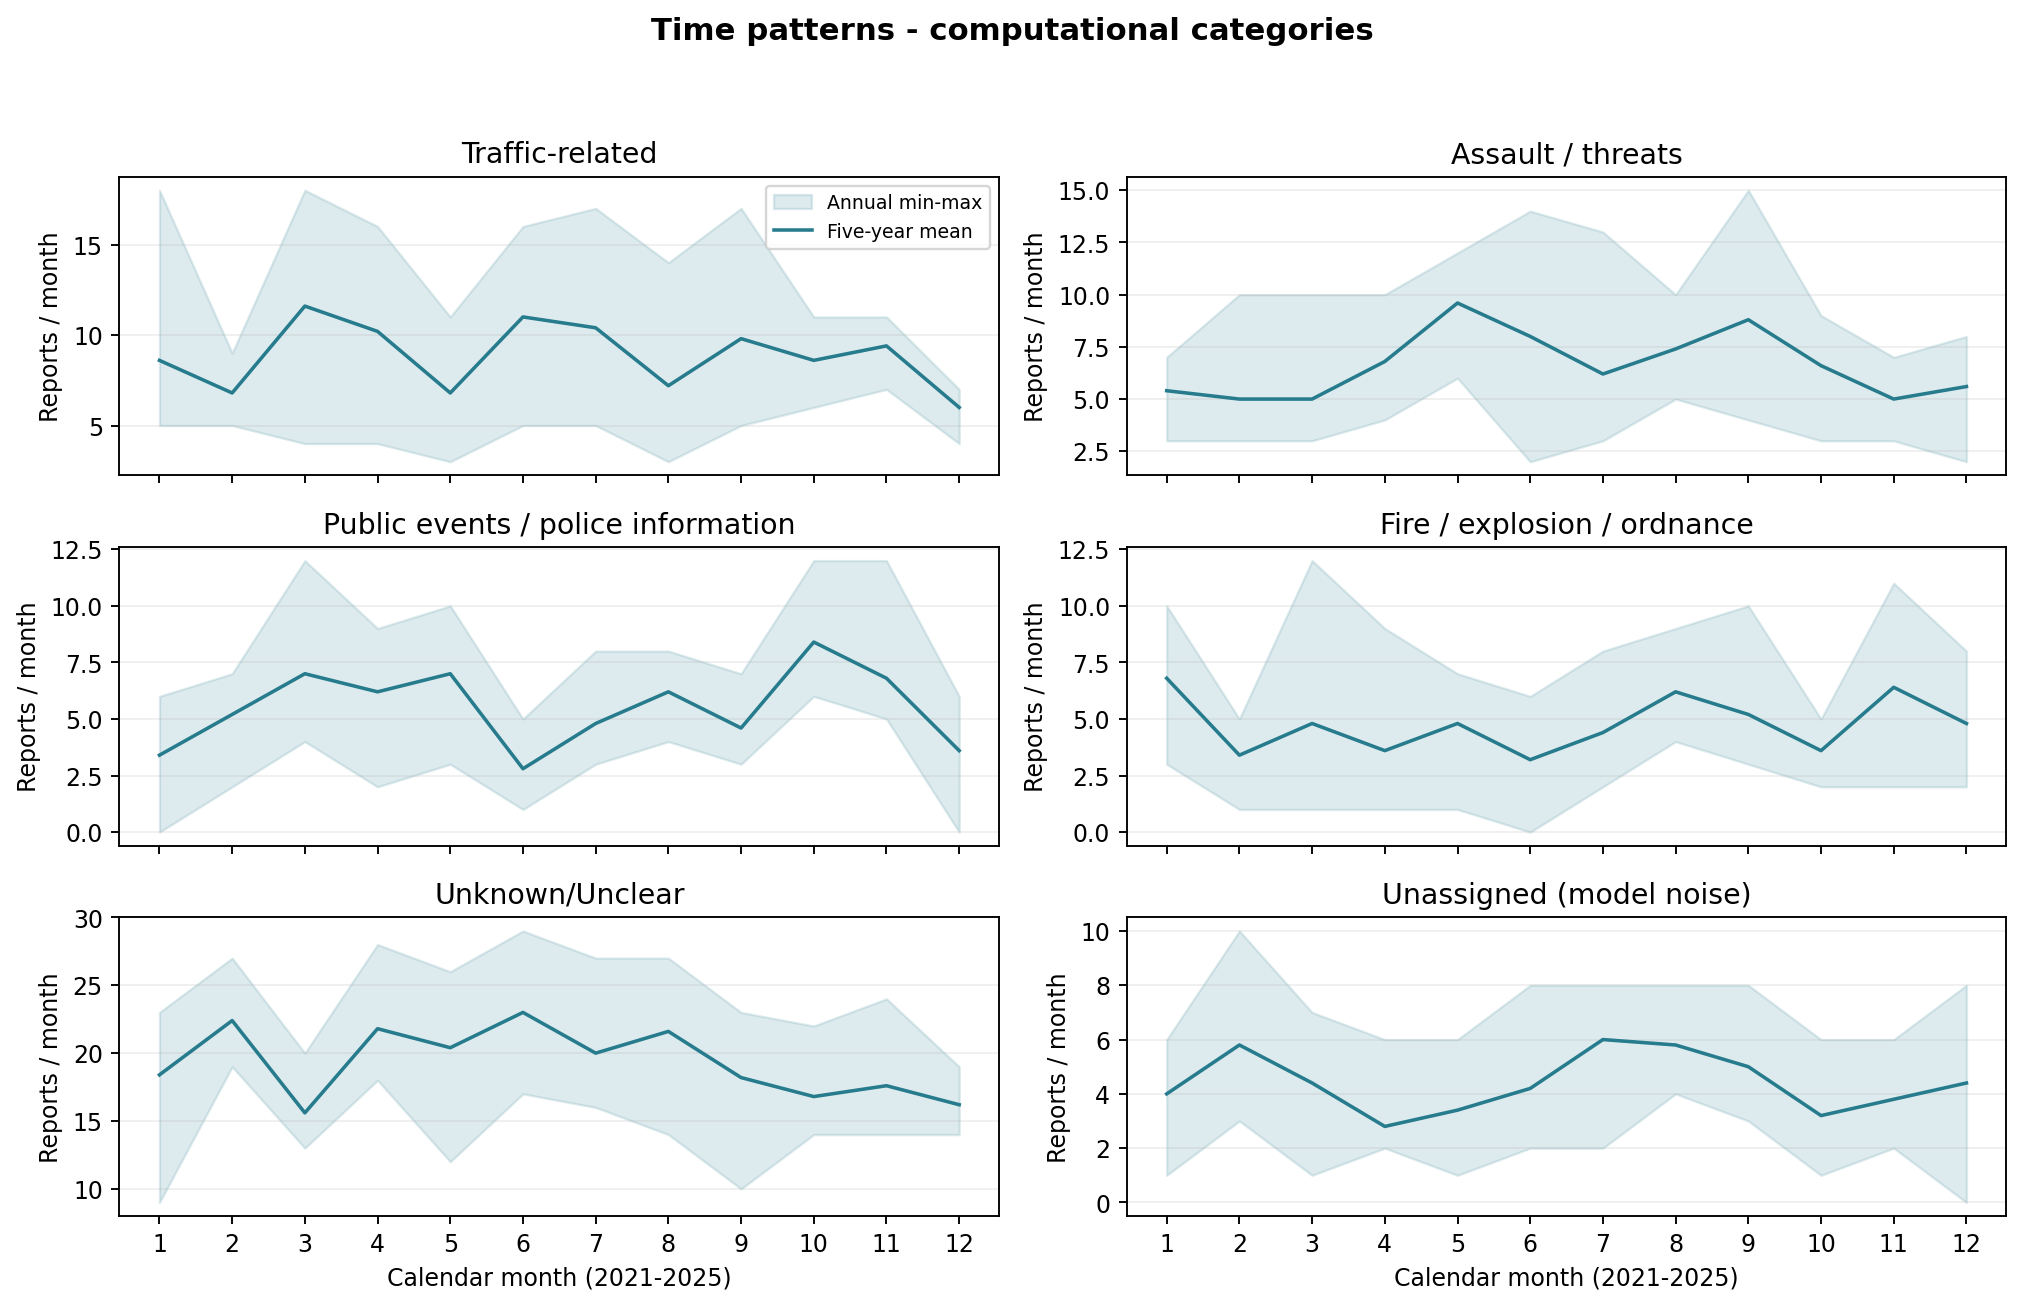 Time patterns - computational categories
Traffic-related
Reports / month
15
10
5
Annual min-max
Five-year mean
Assault / threats
Reports / month
15.0
12.5
10.0
7.5
5.0
2.5
Public events / police information
Reports / month
12.5
10.0
7.5
5.0
2.5
0.0
Fire / explosion / ordnance
Reports / month
12.5
10.0
7.5
5.0
2.5
0.0
Unknown/Unclear
Reports / month
30
25
20
15
10
1 2 3 4 5 6 7 8 9 10 11 12
Calendar month (2021-2025)
Unassigned (model noise)
Reports / month
10
8
6
4
2
0
1 2 3 4 5 6 7 8 9 10 11 12
Calendar month (2021-2025)